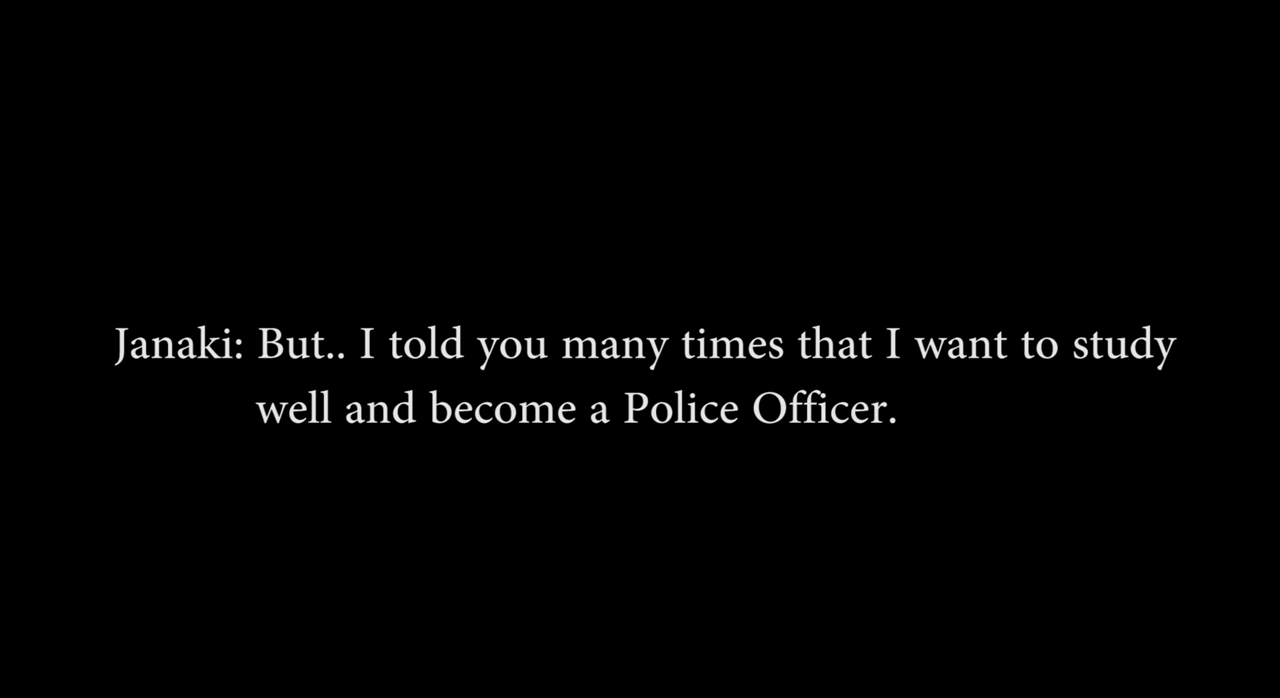 Janaki: But.. I told you many times that I want to study
well and become a Police Officer.